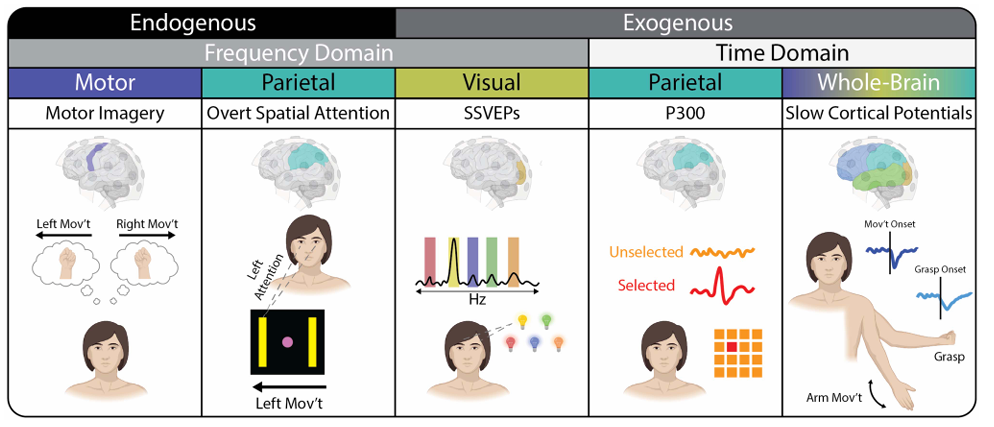 Endogenous
Exogenous
Frequency Domain
Time Domain
Motor
Parietal
Visual
Parietal
Whole-Brain
Motor Imagery
Overt Spatial Attention
SSVEPs
P300
Slow Cortical Potentials
Left Mov't
Right Mov't
Left
Attention
Left Mov't
Hz
Unselected
Selected
Mov't Onset
Grasp Onset
Grasp
Arm Mov't